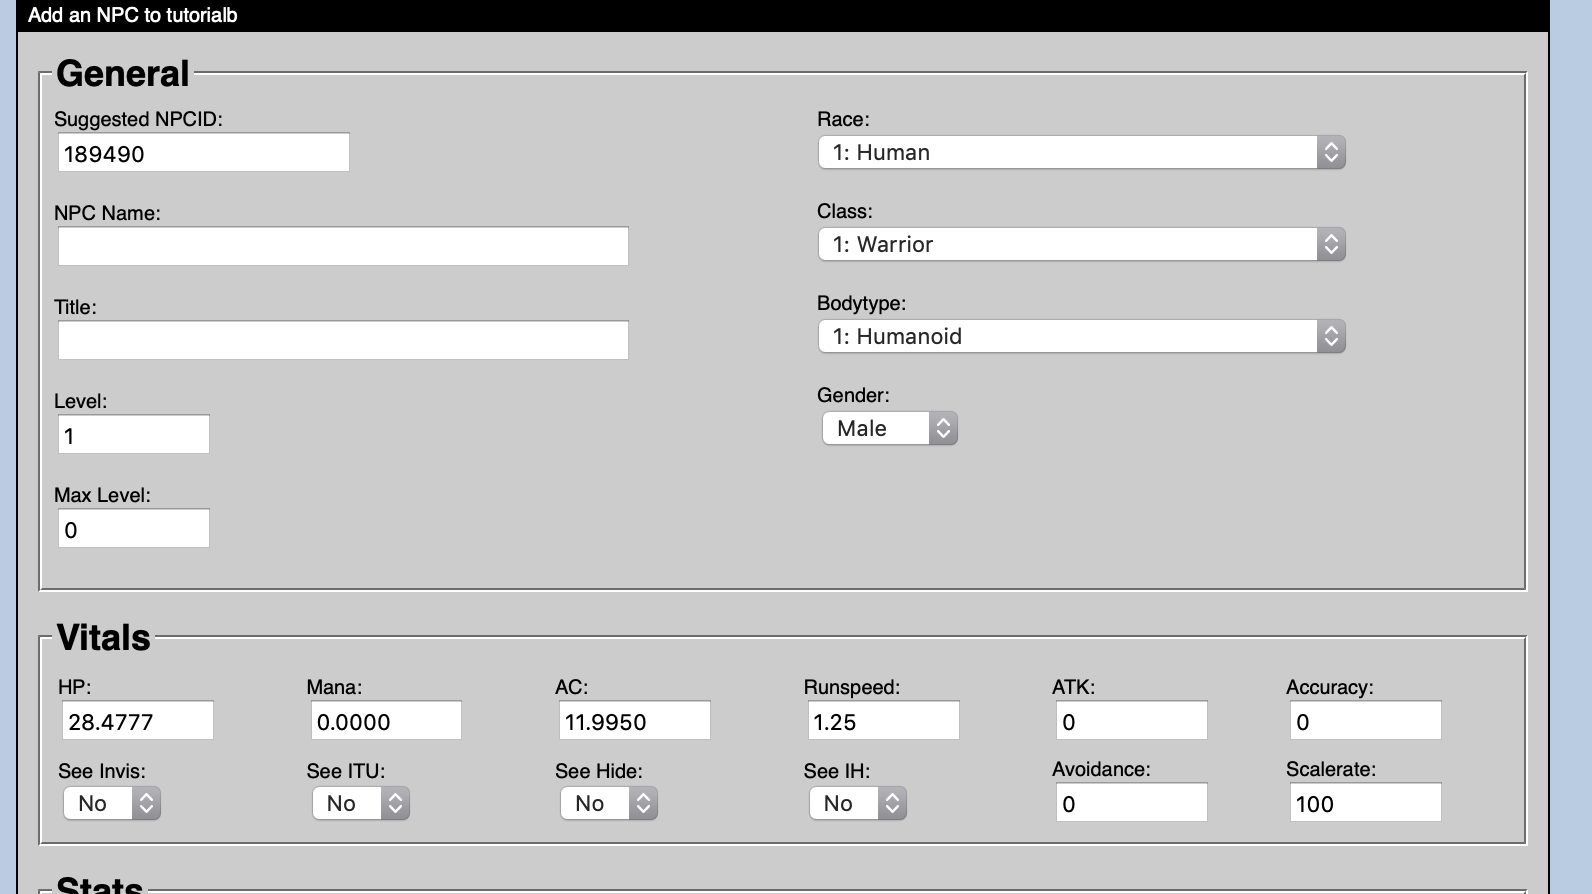 Add an NPC to tutorialb
General
Suggested NPCID:
189490
NPC Name:
Title:
Level:
1
Max Level:
0
Race:
1: Human
Class:
1: Warrior
Bodytype:
1: Humanoid
Gender:
Male
Vitals
HP: Mana: AC: Runspeed: ATK: Accuracy:
28.4777 0.0000 11.9950 1.25 0 0
See Invis: See ITU: See Hide: See IH: Avoidance: Scalerate:
No No No No 0 100
Stats